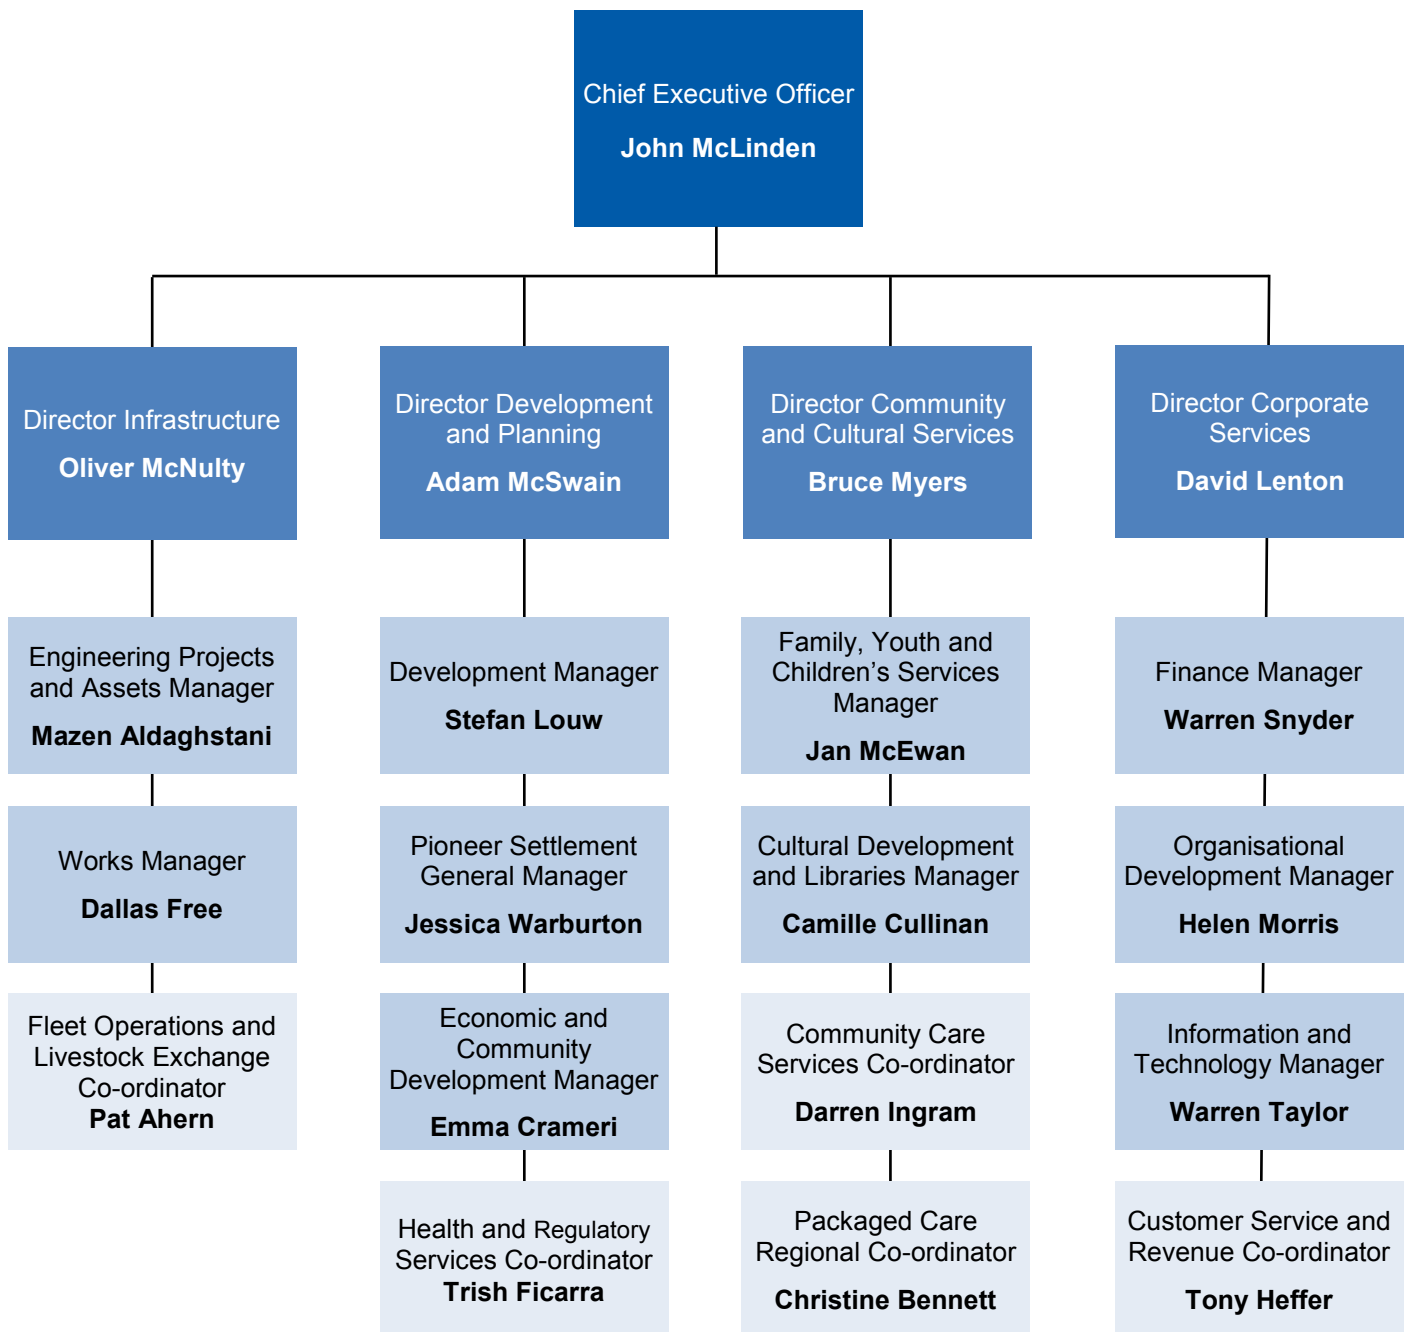 Chief Executive Officer
John McLinden
Director Infrastructure
Oliver McNulty
Director Development
and Planning
Adam McSwain
Director Community
and Cultural Services
Bruce Myers
Director Corporate
Services
David Lenton
Engineering Projects
and Assets Manager
Mazen Aldaghstani
Development Manager
Stefan Louw
Family, Youth and
Children’s Services
Manager
Jan McEwan
Finance Manager
Warren Snyder
Works Manager
Dallas Free
Pioneer Settlement
General Manager
Jessica Warburton
Cultural Development
and Libraries Manager
Camille Cullinan
Organisational
Development Manager
Helen Morris
Fleet Operations and
Livestock Exchange
Co-ordinator
Pat Ahern
Economic and
Community
Development Manager
Emma Crameri
Community Care
Services Co-ordinator
Darren Ingram
Information and
Technology Manager
Warren Taylor
Health and Regulatory
Services Co-ordinator
Trish Ficarra
Packaged Care
Regional Co-ordinator
Christine Bennett
Customer Service and
Revenue Co-ordinator
Tony Heffer